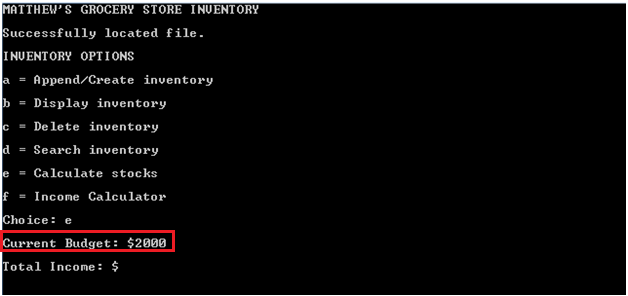 MATTHEW'S GROCERY STORE INVENTORY
Successfully located file.
INVENTORY OPTIONS
a = Append/Create inventory
b = Display inventory
c = Delete inventory
d = Search inventory
e = Calculate stocks
f = Income Calculator
Choice: e
Current Budget: $2000
Total Income: $